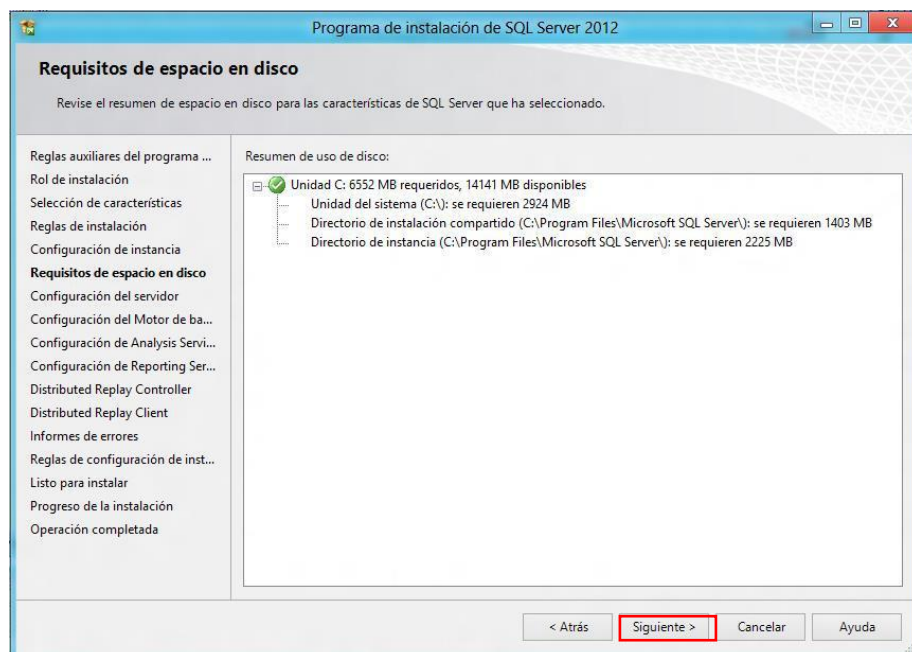 Programa de instalación de SQL Server 2012
Requisitos de espacio en disco
Revise el resumen de espacio en disco para las características de SQL Server que ha seleccionado.
Reglas auxiliares del programa ...
Rol de instalación
Selección de características
Reglas de instalación
Configuración de instancia
Requisitos de espacio en disco
Configuración del servidor
Configuración del Motor de ba...
Configuración de Analysis Servi...
Configuración de Reporting Ser...
Distributed Replay Controller
Distributed Replay Client
Informes de errores
Reglas de configuración de inst...
Listo para instalar
Progreso de la instalación
Operación completada
Resumen de uso de disco:
Unidad C: 6552 MB requeridos, 14141 MB disponibles
Unidad del sistema (C:\): se requieren 2924 MB
Directorio de instalación compartido (C:\Program Files\Microsoft SQL Server\): se requieren 1403 MB
Directorio de instancia (C:\Program Files\Microsoft SQL Server\): se requieren 2225 MB
< Atrás
Siguiente >
Cancelar
Ayuda